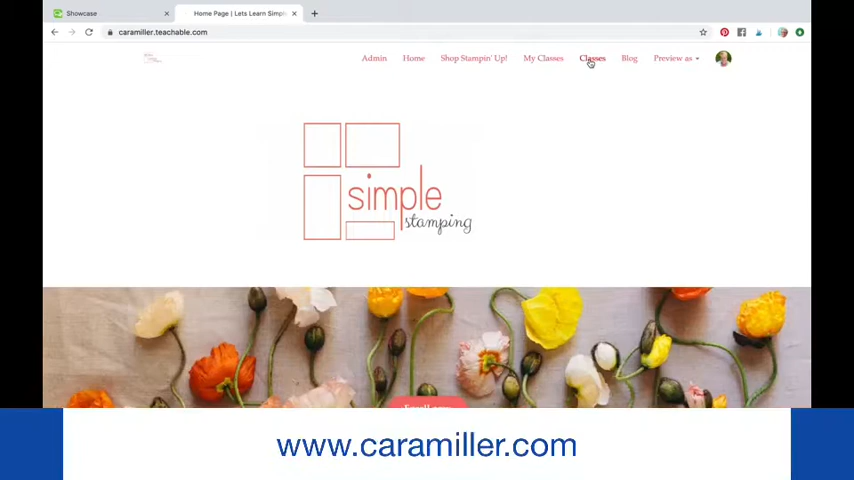 Showcase
Home Page | Lets Learn Simple
caramiller.teachable.com
Admin Home Shop Stampin' Up! My Classes Classes Blog Preview as
simple
stamping
www.caramiller.com